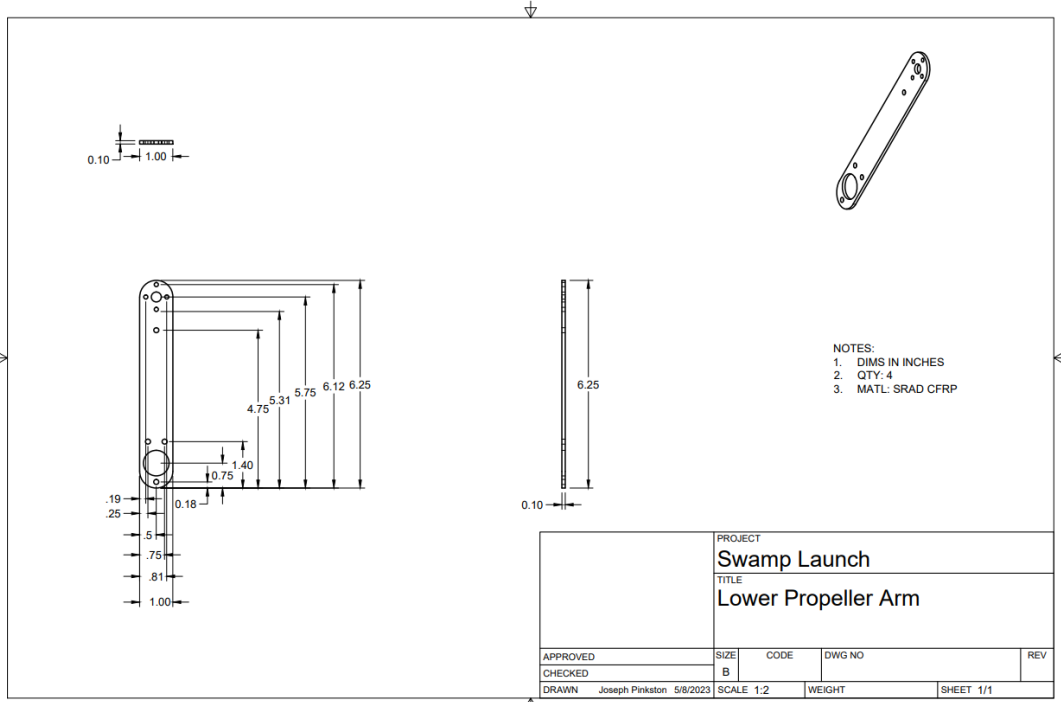 0.10
1.00
6.25
6.12
5.75
5.31
4.75
1.40
0.75
0.18
.19
.25
.5
.75
.81
1.00
6.25
0.10
NOTES:
1. DIMS IN INCHES
2. QTY: 4
3. MATL: SRAD CFRP
PROJECT
Swamp Launch
TITLE
Lower Propeller Arm
APPROVED
CHECKED
DRAWN Joseph Pinkston 5/8/2023
SIZE CODE DWG NO REV
B
SCALE 1:2 WEIGHT SHEET 1/1